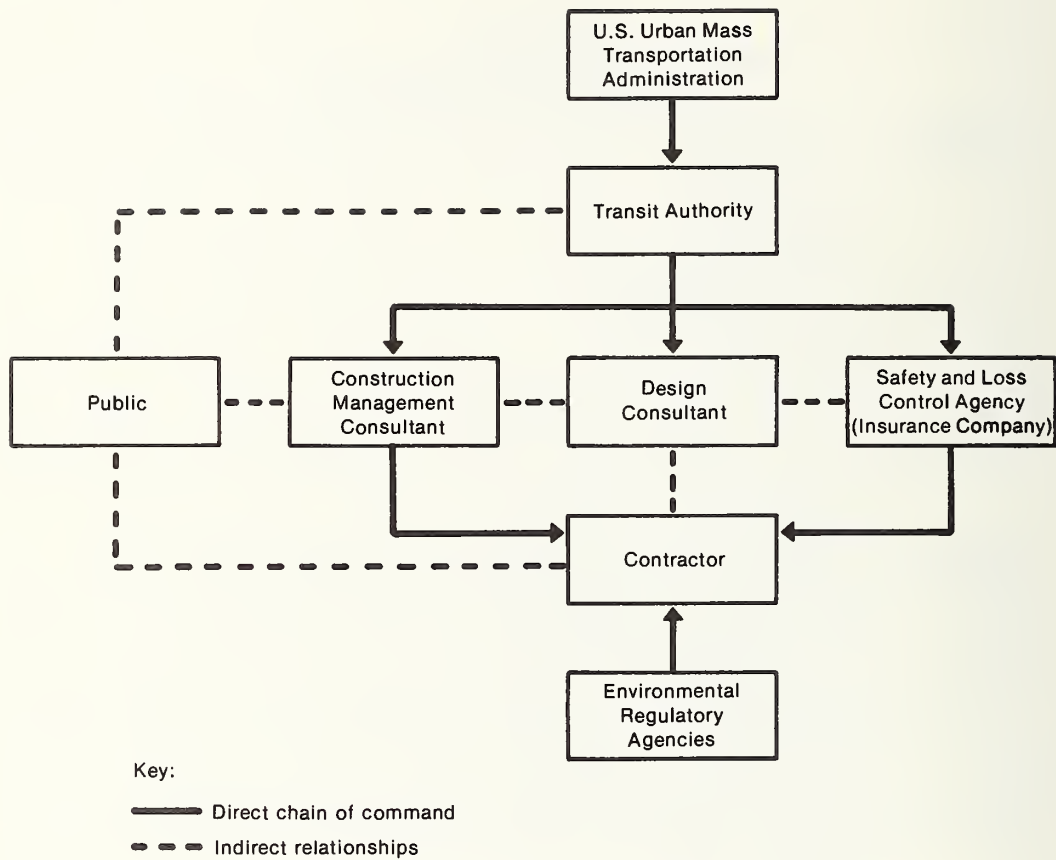 U.S. Urban Mass
Transportation
Administration
Transit Authority
Public
Construction
Management
Consultant
Design
Consultant
Safety and Loss
Control Agency
(Insurance Company)
Contractor
Environmental
Regulatory
Agencies
Key:
Direct chain of command
Indirect relationships